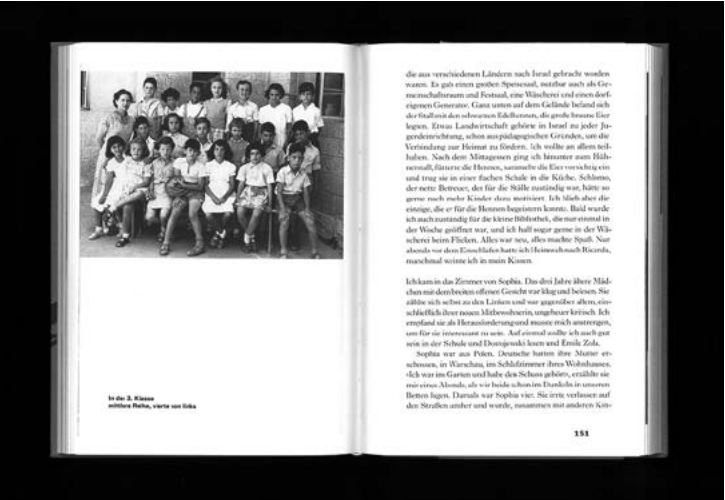 In der 3. Klasse
mittlere Reihe, vierte von links
die aus verschiedenen Ländern nach Israel gebracht worden
waren. Es gab einen großen Speisesaal, nutzbar auch als Ge-
meinschaftsraum und Festsaal, eine Wäscherei und einen dorf-
eigenen Generator. Ganz unten auf dem Gelände befand sich
der Stall mit den schwarzen Edelhennen, die große braune Eier
legten. Etwas Landwirtschaft gehörte in Israel zu jeder Ju-
gendeinrichtung, schon aus pädagogischen Gründen, um die
Verbindung zur Heimat zu fördern. Ich wollte an allem teil-
haben. Nach dem Mittagessen ging ich hinunter zum Hüh-
nerstall, fütterte die Hennen, sammelte die Eier vorsichtig ein
und trug sie in einer flachen Schale in die Küche. Schlomo,
der nette Betreuer, der für die Ställe zuständig war, hätte so
gerne noch mehr Kinder dazu motiviert. Ich blieb aber die
einzige, die er für die Hennen begeistern konnte. Bald wurde
ich auch zuständig für die kleine Bibliothek, die nur einmal in
der Woche geöffnet war, und ich half sogar gerne in der Wä-
scherei beim Flicken. Alles war neu, alles machte Spaß. Nur
abends vor dem Einschlafen hatte ich Heimweh nach Ricarda,
manchmal weinte ich in mein Kissen.
Ich kam in das Zimmer von Sophia. Das drei Jahre ältere Mäd-
chen mit dem breiten offenen Gesicht war klug und belesen. Sie
zählte sich selbst zu den Linken und war gegenüber allem, ein-
schließlich ihrer neuen Mitbewohnerin, ungeheuer kritisch. Ich
empfand sie als Herausforderung und musste mich anstrengen,
um für sie interessant zu sein. Auf einmal wollte ich auch gut
sein in der Schule und Dostojewski lesen und Émile Zola.
Sophia war aus Polen. Deutsche hatten ihre Mutter er-
schossen, in Warschau, im Schlafzimmer ihres Wohnhauses.
»Ich war im Garten und habe den Schuss gehört«, erzählte sie
mir eines Abends, als wir beide schon im Dunkeln in unseren
Betten lagen. Damals war Sophia vier. Sie irrte verlassen auf
den Straßen umher und wurde, zusammen mit anderen Kin-
151